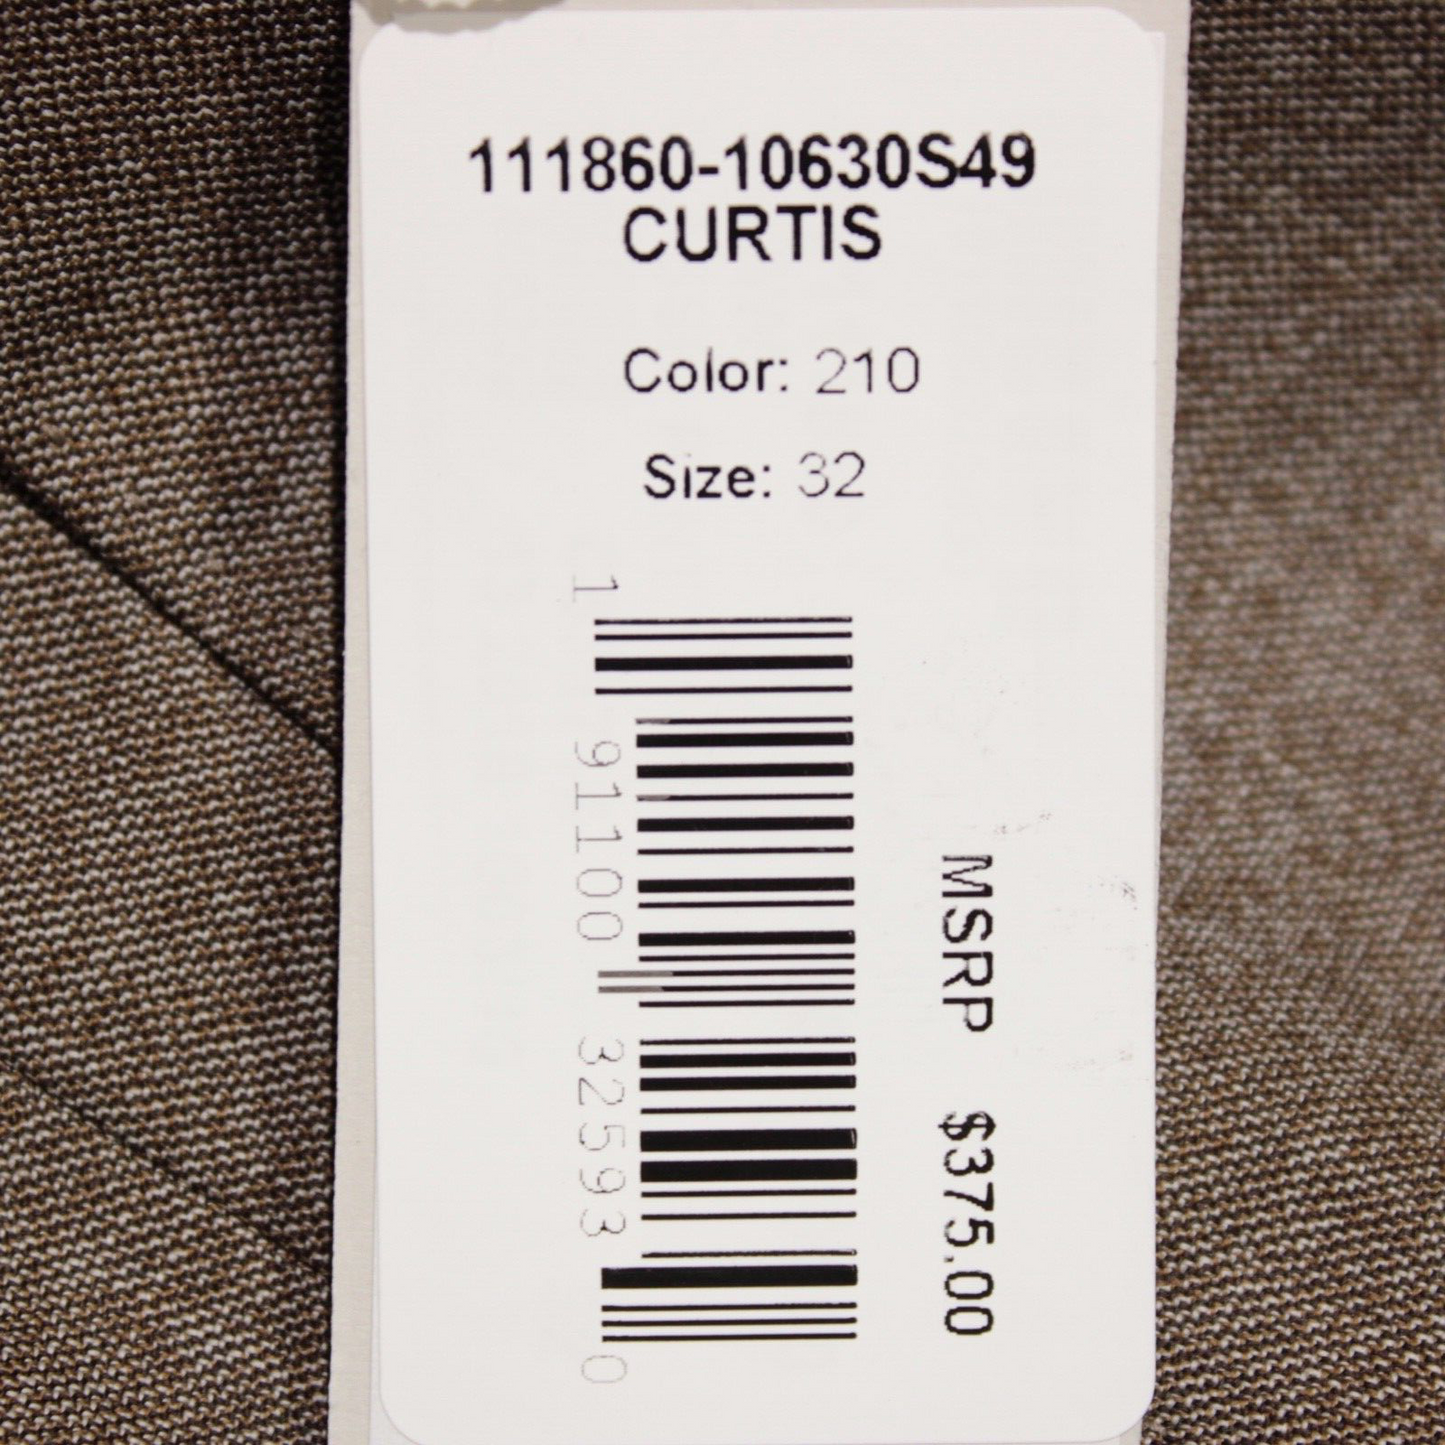 111860-10630S49
CURTIS
Color: 210
Size: 32
1 91100 32593 0
MSRP $375.00